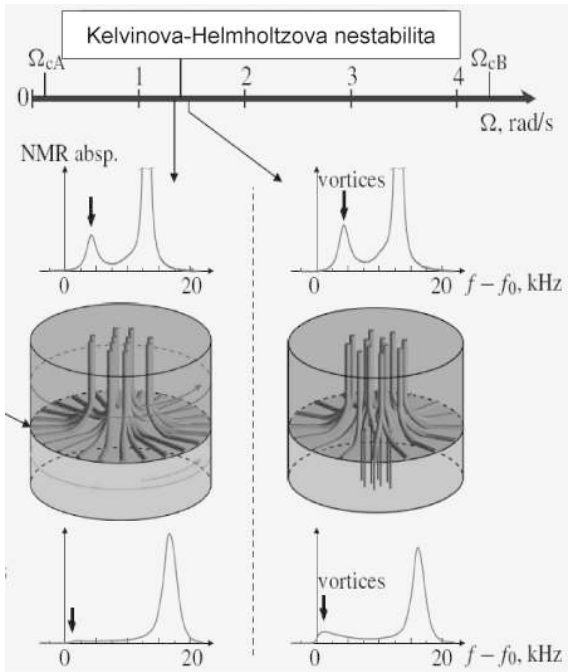 Kelvinova-Helmholtzova nestabilita
Ω_cA
Ω_cB
0 1 2 3 4
Ω, rad/s
NMR absp.
vortices
0 20 0 20 f − f₀, kHz
vortices
0 20 0 20 f − f₀, kHz